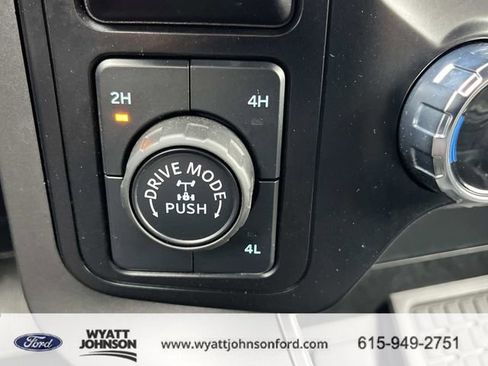 2H 4H
DRIVE MODE
PUSH
4L
Ford WYATT JOHNSON www.wyattjohnsonford.com 615-949-2751